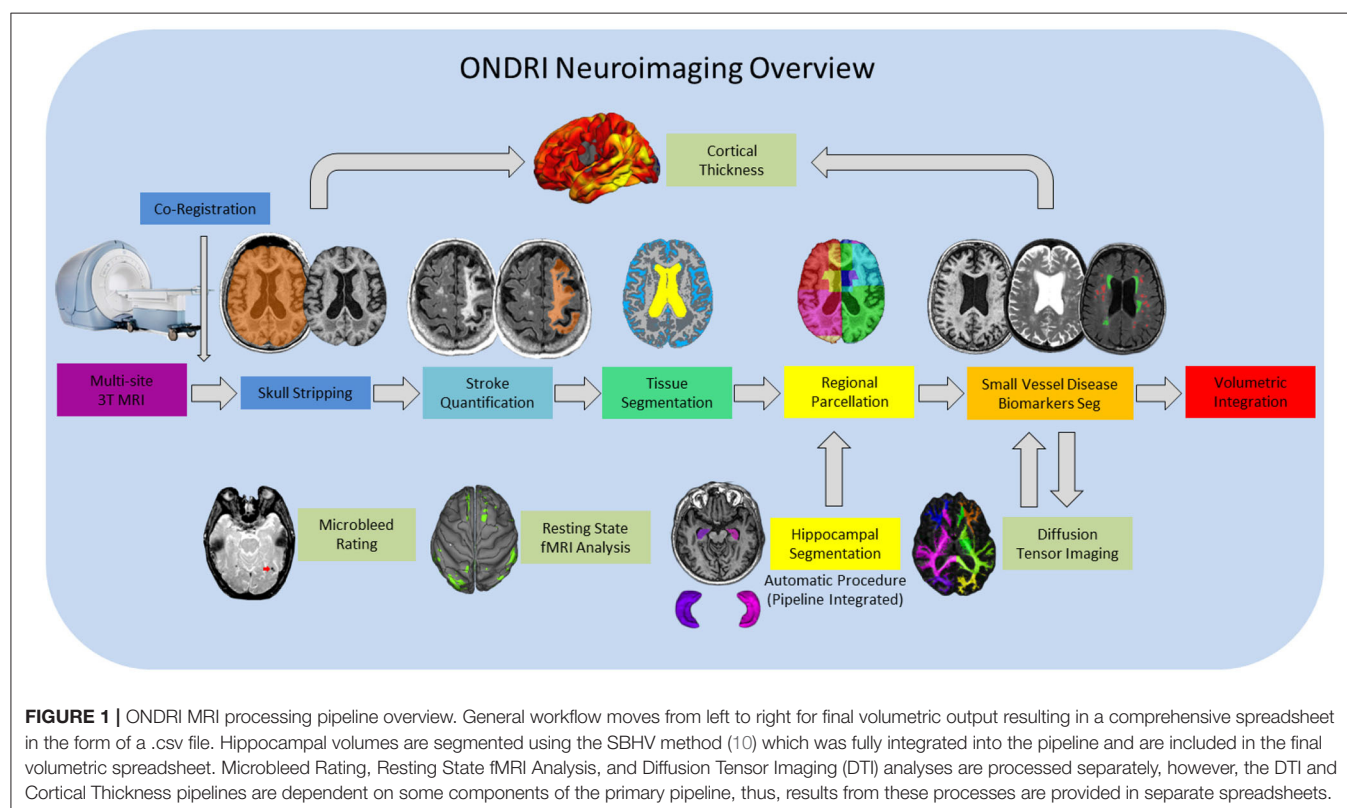 ONDRI Neuroimaging Overview
Cortical
Thickness
Co-Registration
Multi-site
3T MRI
Skull Stripping
Stroke
Quantification
Tissue
Segmentation
Regional
Parcellation
Small Vessel Disease
Biomarkers Seg
Volumetric
Integration
Microbleed
Rating
Resting State
fMRI Analysis
Hippocampal
Segmentation
Automatic Procedure
(Pipeline Integrated)
Diffusion
Tensor Imaging
FIGURE 1 | ONDRI MRI processing pipeline overview. General workflow moves from left to right for final volumetric output resulting in a comprehensive spreadsheet
in the form of a .csv file. Hippocampal volumes are segmented using the SBHV method (10) which was fully integrated into the pipeline and are included in the final
volumetric spreadsheet. Microbleed Rating, Resting State fMRI Analysis, and Diffusion Tensor Imaging (DTI) analyses are processed separately, however, the DTI and
Cortical Thickness pipelines are dependent on some components of the primary pipeline, thus, results from these processes are provided in separate spreadsheets.